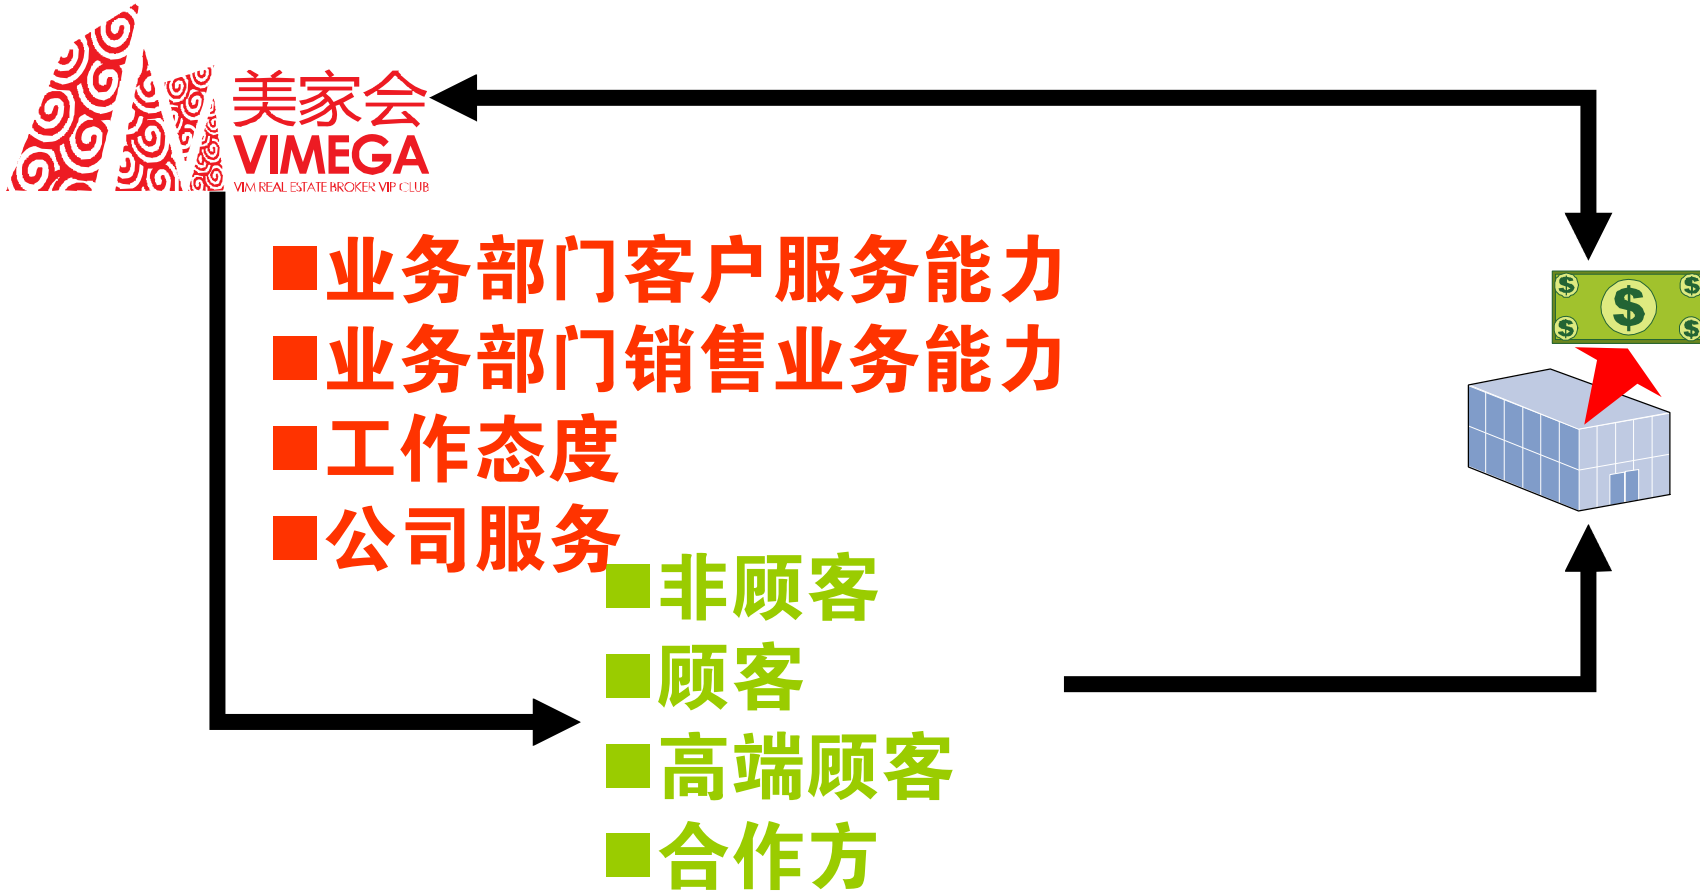 美家会
VIMEGA
VIM REAL ESTATE BROKER VIP CLUB
■业务部门客户服务能力
■业务部门销售业务能力
■工作态度
■公司服务
■非顾客
■顾客
■高端顾客
■合作方
$
$
$
$
$